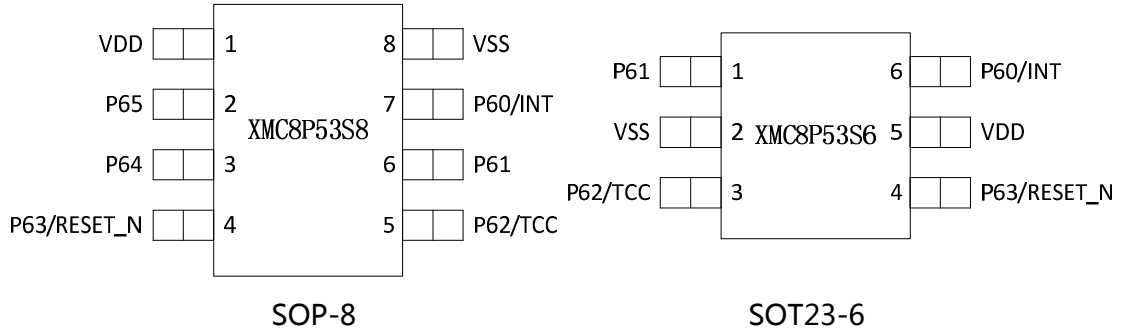 VDD 1 8 VSS
P65 2 7 P60/INT
XMC8P53S8
P64 3 6 P61
P63/RESET_N 4 5 P62/TCC
SOP-8
P61 1 6 P60/INT
VSS 2 XMC8P53S6 5 VDD
P62/TCC 3 4 P63/RESET_N
SOT23-6